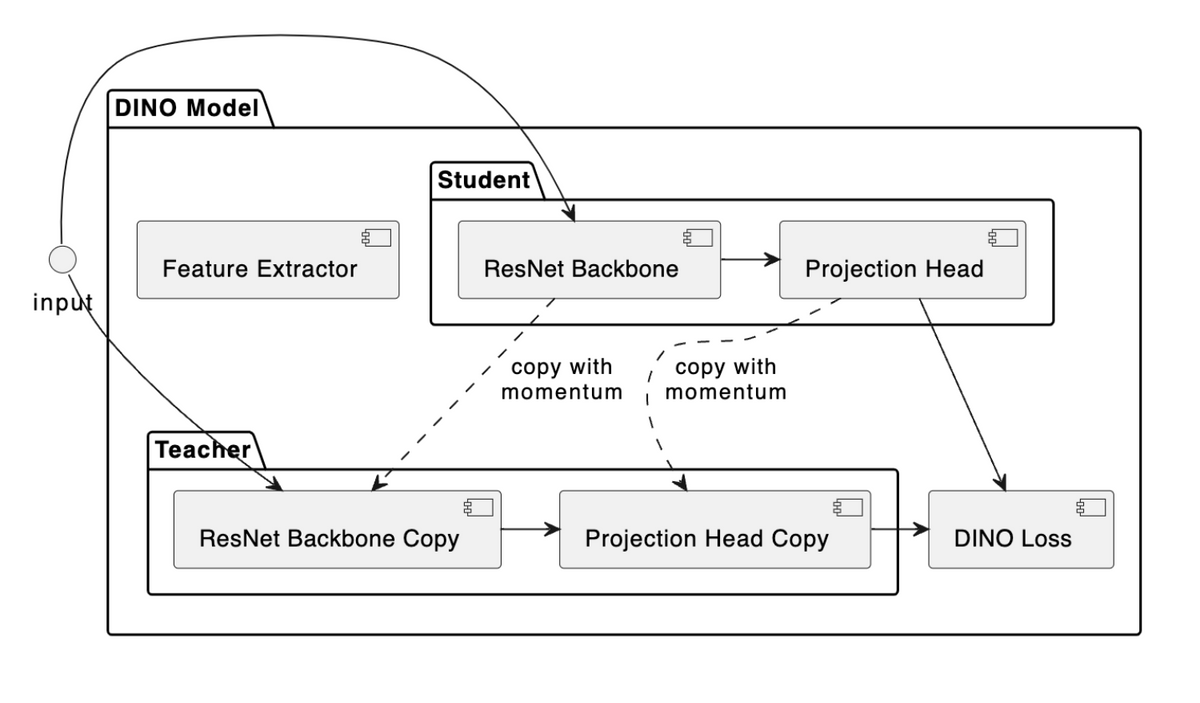 DINO Model
Student
Feature Extractor
ResNet Backbone
Projection Head
input
copy with
momentum
copy with
momentum
Teacher
ResNet Backbone Copy
Projection Head Copy
DINO Loss